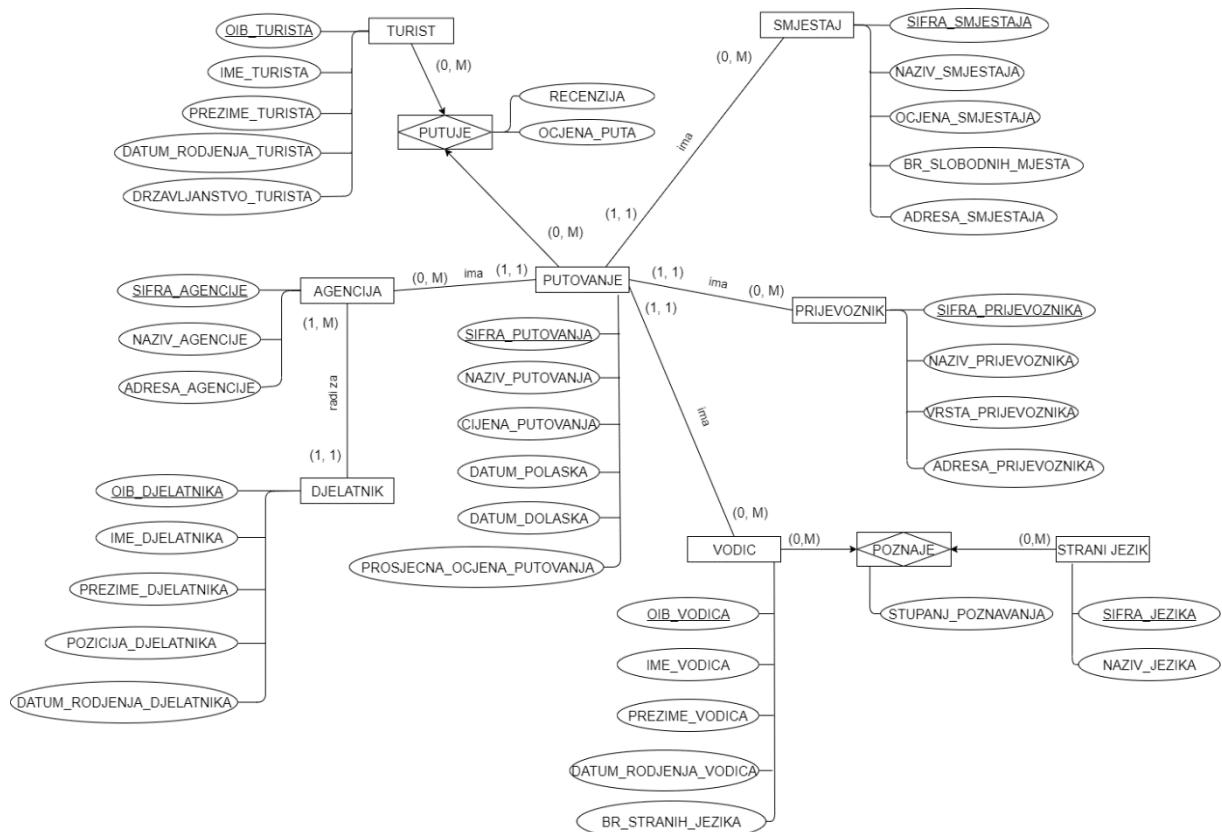 OIB_TURISTA
TURIST
IME_TURISTA
PREZIME_TURISTA
DATUM_RODJENJA_TURISTA
DRZAVLJANSTVO_TURISTA
(0, M)
PUTUJE
RECENZIJA
OCJENA_PUTA
(0, M)
SMJESTAJ
SIFRA_SMJESTAJA
NAZIV_SMJESTAJA
OCJENA_SMJESTAJA
BR_SLOBODNIH_MJESTA
ADRESA_SMJESTAJA
(0, M)
ima
(1, 1)
SIFRA_AGENCIJE
AGENCIJA
NAZIV_AGENCIJE
ADRESA_AGENCIJE
(0, M)
ima
(1, 1)
PUTOVANJE
(1, 1)
ima
(0, M)
PRIJEVOZNIK
SIFRA_PRIJEVOZNIKA
NAZIV_PRIJEVOZNIKA
VRSTA_PRIJEVOZNIKA
ADRESA_PRIJEVOZNIKA
(1, M)
radi za
(1, 1)
SIFRA_PUTOVANJA
NAZIV_PUTOVANJA
CIJENA_PUTOVANJA
DATUM_POLASKA
DATUM_DOLASKA
PROSJECNA_OCJENA_PUTOVANJA
(1, 1)
ima
(0, M)
OIB_DJELATNIKA
DJELATNIK
IME_DJELATNIKA
PREZIME_DJELATNIKA
POZICIJA_DJELATNIKA
DATUM_RODJENJA_DJELATNIKA
VODIC
(0,M)
POZNAJE
(0,M)
STRANI JEZIK
OIB_VODICA
IME_VODICA
PREZIME_VODICA
DATUM_RODJENJA_VODICA
BR_STRANIH_JEZIKA
STUPANJ_POZNAVANJA
SIFRA_JEZIKA
NAZIV_JEZIKA